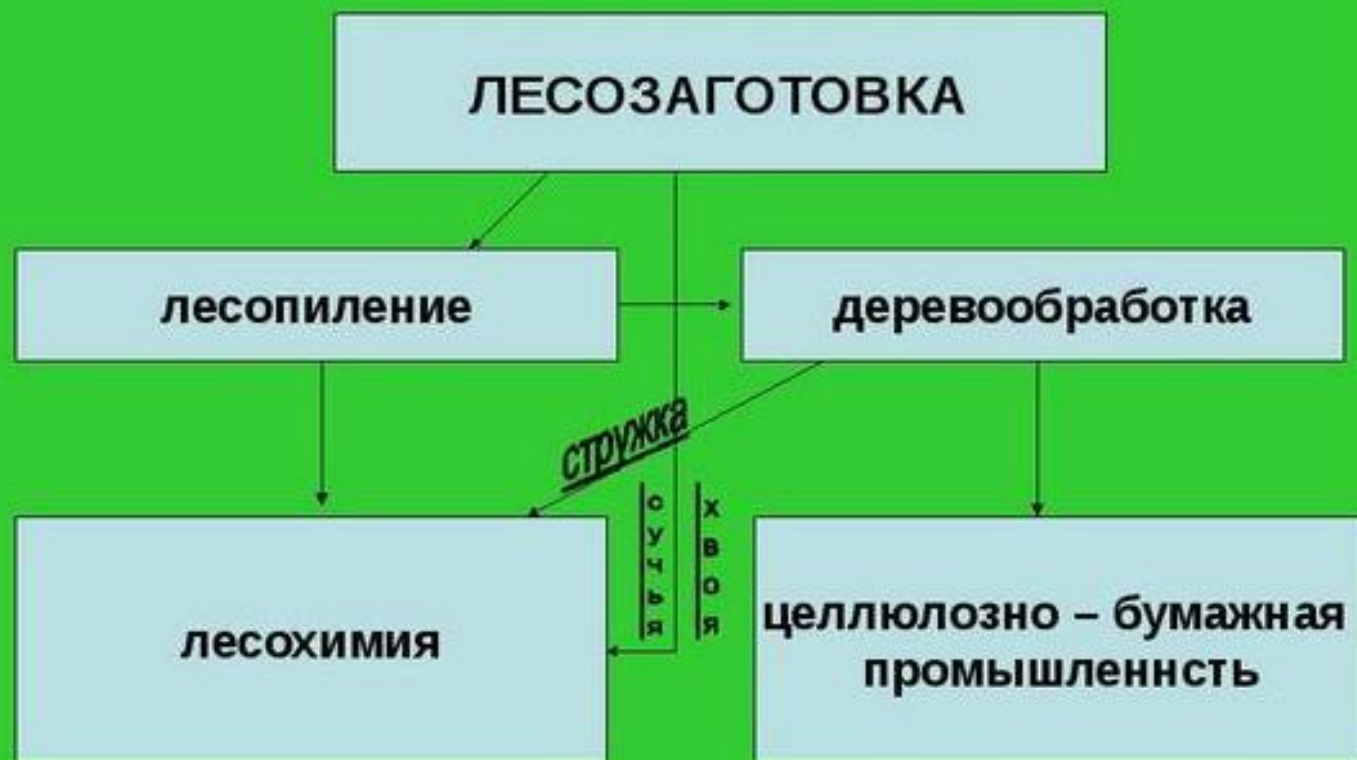 ЛЕСОЗАГОТОВКА
лесопиление
деревообработка
стружка
сучья
хвоя
лесохимия
целлюлозно – бумажная
промышленнсть